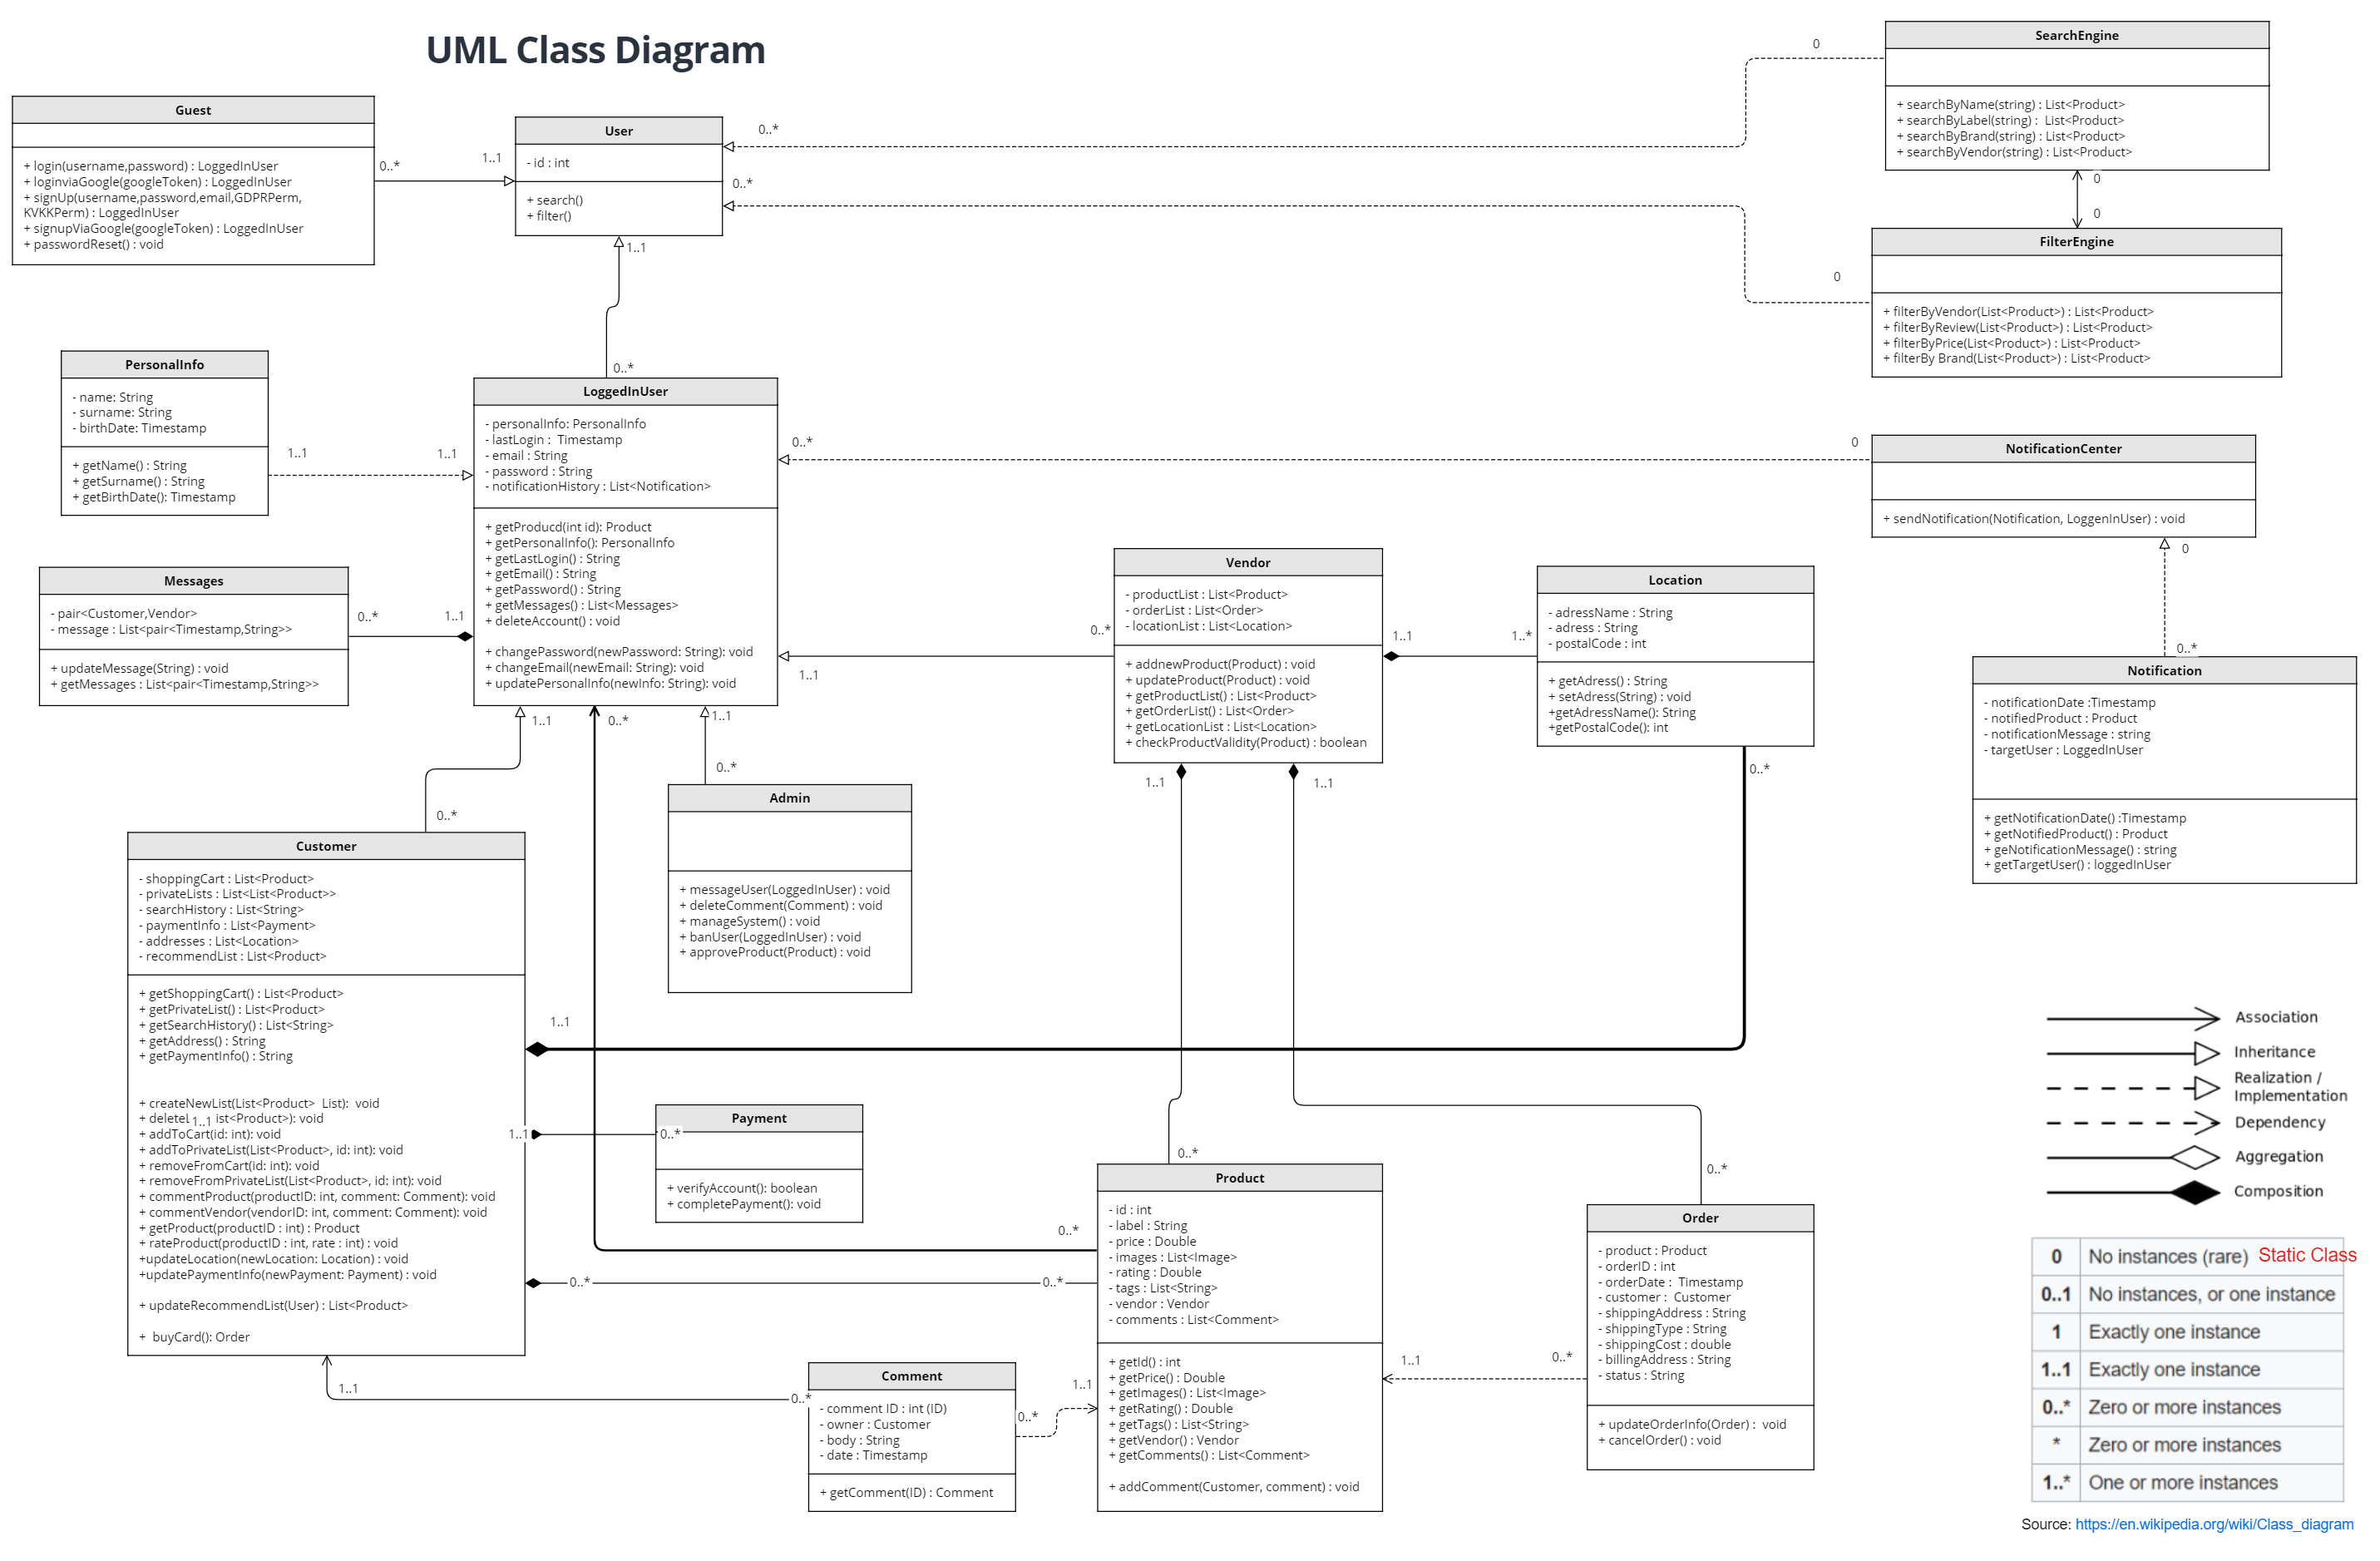 UML Class Diagram
Guest
+ login(username,password) : LoggedInUser
+ loginviaGoogle(googleToken) : LoggedInUser
+ signUp(username,password,email,GDPRPerm,
KVKKPerm) : LoggedInUser
+ signupViaGoogle(googleToken) : LoggedInUser
+ passwordReset() : void
0..*
1..1
User
- id : int
+ search()
+ filter()
0..*
0..*
1..1
0..*
0
SearchEngine
+ searchByName(string) : List<Product>
+ searchByLabel(string) :  List<Product>
+ searchByBrand(string) : List<Product>
+ searchByVendor(string) : List<Product>
0
0
0
FilterEngine
+ filterByVendor(List<Product>) : List<Product>
+ filterByReview(List<Product>) : List<Product>
+ filterByPrice(List<Product>) : List<Product>
+ filterBy Brand(List<Product>) : List<Product>
PersonalInfo
- name: String
- surname: String
- birthDate: Timestamp
+ getName() : String
+ getSurname() : String
+ getBirthDate(): Timestamp
1..1
1..1
LoggedInUser
- personalInfo: PersonalInfo
- lastLogin :  Timestamp
- email : String
- password : String
- notificationHistory : List<Notification>
+ getProducd(int id): Product
+ getPersonalInfo(): PersonalInfo
+ getLastLogin() : String
+ getEmail() : String
+ getPassword() : String
+ getMessages() : List<Messages>
+ deleteAccount() : void
+ changePassword(newPassword: String): void
+ changeEmail(newEmail: String): void
+ updatePersonalInfo(newInfo: String): void
0..*
0
NotificationCenter
+ sendNotification(Notification, LoggenInUser) : void
0
0..*
Notification
- notificationDate :Timestamp
- notifiedProduct : Product
- notificationMessage : string
- targetUser : LoggedInUser
+ getNotificationDate() :Timestamp
+ getNotifiedProduct() : Product
+ geNotificationMessage() : string
+ getTargetUser() : loggedInUser
Messages
- pair<Customer,Vendor>
- message : List<pair<Timestamp,String>>
+ updateMessage(String) : void
+ getMessages : List<pair<Timestamp,String>>
0..*
1..1
0..*
1..1
Vendor
- productList : List<Product>
- orderList : List<Order>
- locationList : List<Location>
+ addnewProduct(Product) : void
+ updateProduct(Product) : void
+ getProductList() : List<Product>
+ getOrderList() : List<Order>
+ getLocationList : List<Location>
+ checkProductValidity(Product) : boolean
1..1
1..*
Location
- adressName : String
- adress : String
- postalCode : int
+ getAdress() : String
+ setAdress(String) : void
+getAdressName(): String
+getPostalCode(): int
1..1
0..*
1..1
0..*
1..1
1..1
0..*
0..*
Admin
+ messageUser(LoggedInUser) : void
+ deleteComment(Comment) : void
+ manageSystem() : void
+ banUser(LoggedInUser) : void
+ approveProduct(Product) : void
Customer
- shoppingCart : List<Product>
- privateLists : List<List<Product>>
- searchHistory : List<String>
- paymentInfo : List<Payment>
- addresses : List<Location>
- recommendList : List<Product>
+ getShoppingCart() : List<Product>
+ getPrivateList() : List<Product>
+ getSearchHistory() : List<String>
+ getAddress() : String
+ getPaymentInfo() : String
+ createNewList(List<Product>  List):  void
+ deleteL 1..1 ist<Product>): void
+ addToCart(id: int): void
+ addToPrivateList(List<Product>, id: int): void
+ removeFromCart(id: int): void
+ removeFromPrivateList(List<Product>, id: int): void
+ commentProduct(productID: int, comment: Comment): void
+ commentVendor(vendorID: int, comment: Comment): void
+ getProduct(productID : int) : Product
+ rateProduct(productID : int, rate : int) : void
+updateLocation(newLocation: Location) : void
+updatePaymentInfo(newPayment: Payment) : void
+ updateRecommendList(User) : List<Product>
+  buyCard(): Order
1..1
1..1
0..*
Payment
+ verifyAccount(): boolean
+ completePayment(): void
0..*
0..*
0..*
0..*
Product
- id : int
- label : String
- price : Double
- images : List<Image>
- rating : Double
- tags : List<String>
- vendor : Vendor
- comments : List<Comment>
+ getId() : int
+ getPrice() : Double
+ getImages() : List<Image>
+ getRating() : Double
+ getTags() : List<String>
+ getVendor() : Vendor
+ getComments() : List<Comment>
+ addComment(Customer, comment) : void
0..*
Order
- product : Product
- orderID : int
- orderDate :  Timestamp
- customer :  Customer
- shippingAddress : String
- shippingType : String
- shippingCost : double
- billingAddress : String
- status : String
+ updateOrderInfo(Order) :  void
+ cancelOrder() : void
1..1
0..*
1..1
0..*
Comment
- comment ID : int (ID)
- owner : Customer
- body : String
- date : Timestamp
+ getComment(ID) : Comment
0..*
1..1
Association
Inheritance
Realization /
Implementation
Dependency
Aggregation
Composition
0 No instances (rare) Static Class
0..1 No instances, or one instance
1 Exactly one instance
1..1 Exactly one instance
0..* Zero or more instances
* Zero or more instances
1..* One or more instances
Source: https://en.wikipedia.org/wiki/Class_diagram